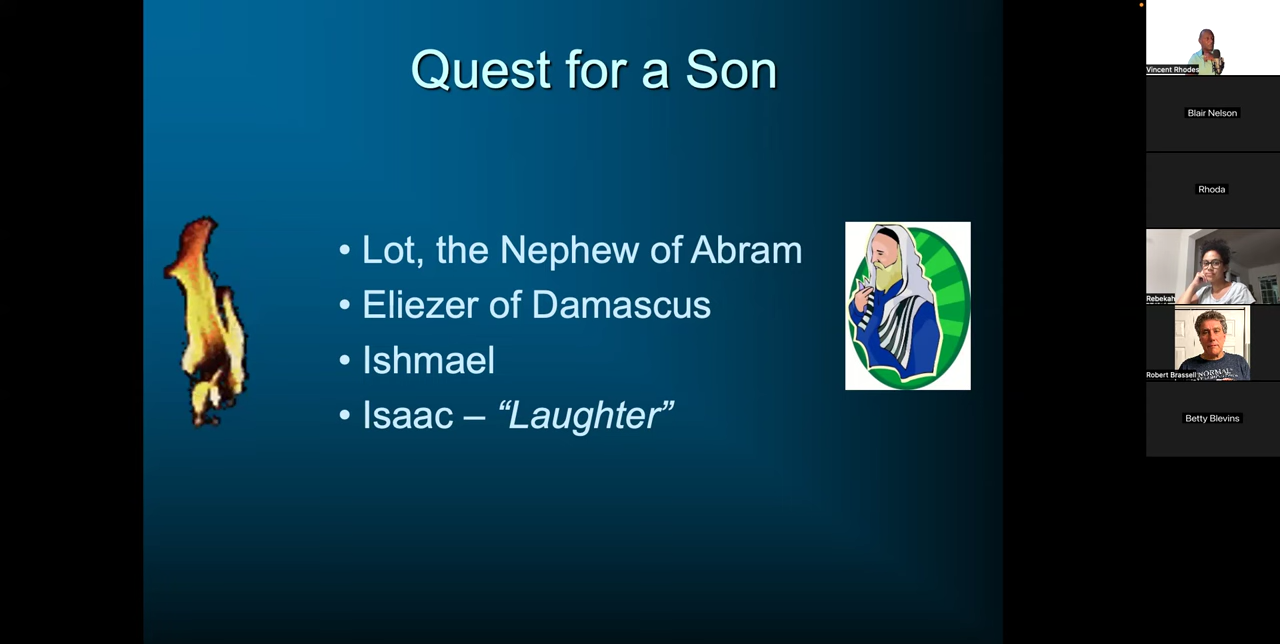 Quest for a Son
• Lot, the Nephew of Abram
• Eliezer of Damascus
• Ishmael
• Isaac – “Laughter”
Vincent Rhodes
Blair Nelson
Rhoda
Rebekah
Robert Brassell
NORMAL
Betty Blevins